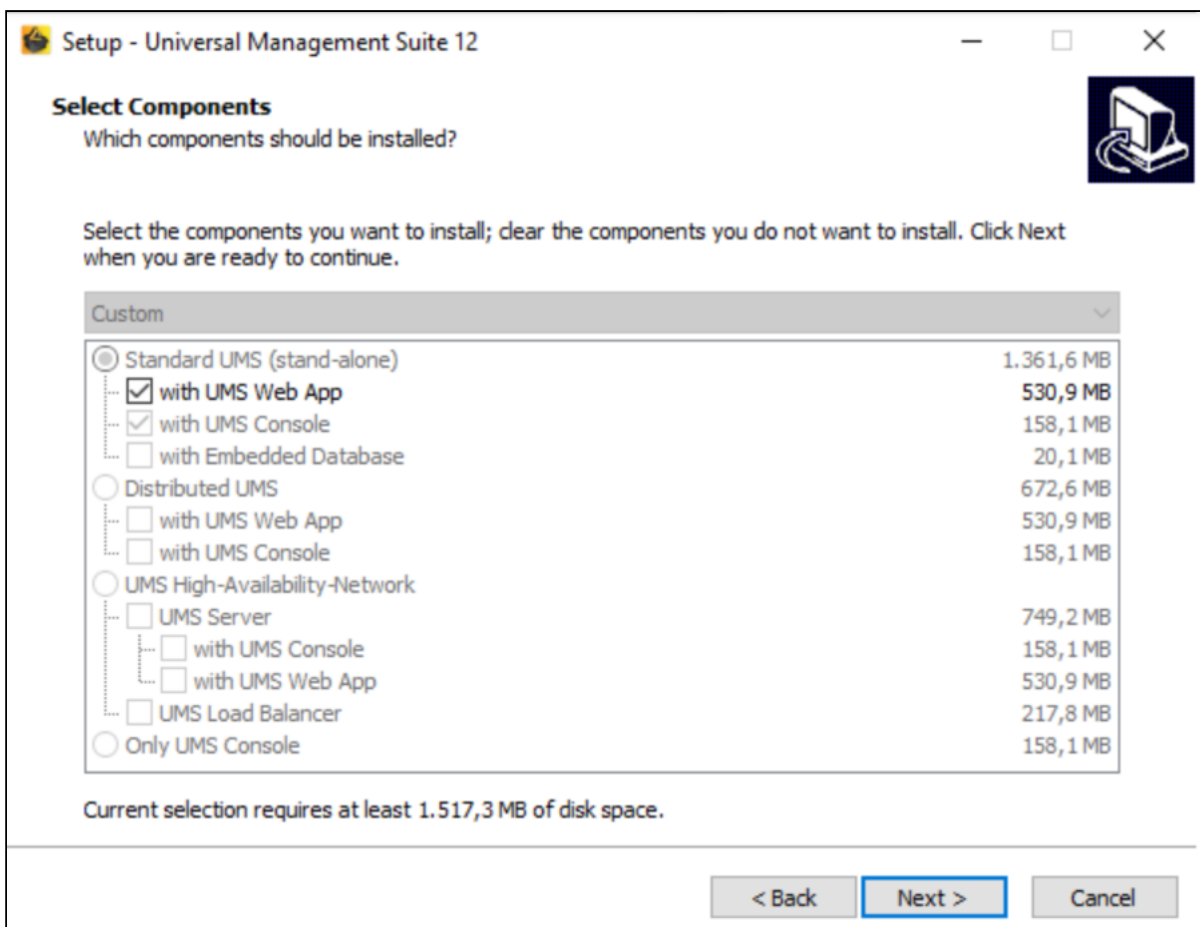 Setup - Universal Management Suite 12
Select Components
Which components should be installed?
Select the components you want to install; clear the components you do not want to install. Click Next
when you are ready to continue.
Custom
Standard UMS (stand-alone) 1.361,6 MB
with UMS Web App 530,9 MB
with UMS Console 158,1 MB
with Embedded Database 20,1 MB
Distributed UMS 672,6 MB
with UMS Web App 530,9 MB
with UMS Console 158,1 MB
UMS High-Availability-Network
UMS Server 749,2 MB
with UMS Console 158,1 MB
with UMS Web App 530,9 MB
UMS Load Balancer 217,8 MB
Only UMS Console 158,1 MB
Current selection requires at least 1.517,3 MB of disk space.
< Back Next > Cancel